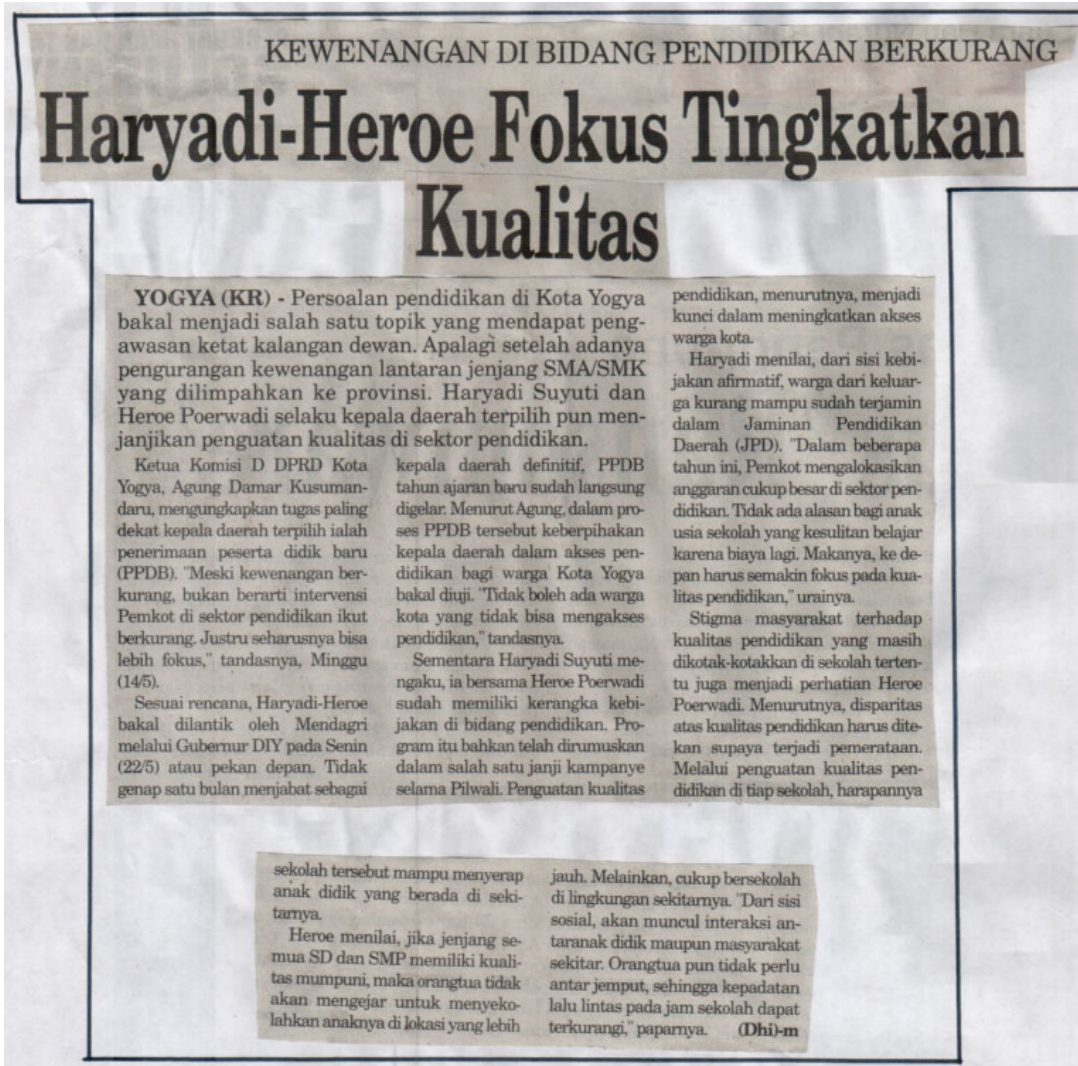 KEWENANGAN DI BIDANG PENDIDIKAN BERKURANG
Haryadi-Heroe Fokus Tingkatkan
Kualitas
YOGYA (KR) - Persoalan pendidikan di Kota Yogya
bakal menjadi salah satu topik yang mendapat peng-
awasan ketat kalangan dewan. Apalagi setelah adanya
pengurangan kewenangan lantaran jenjang SMA/SMK
yang dilimpahkan ke provinsi. Haryadi Suyuti dan
Heroe Poerwadi selaku kepala daerah terpilih pun men-
janjikan penguatan kualitas di sektor pendidikan.
Ketua Komisi D DPRD Kota
Yogya, Agung Damar Kusuman-
daru, mengungkapkan tugas paling
dekat kepala daerah terpilih ialah
penerimaan peserta didik baru
(PPDB). "Meski kewenangan ber-
kurang, bukan berarti intervensi
Pemkot di sektor pendidikan ikut
berkurang. Justru seharusnya bisa
lebih fokus," tandasnya, Minggu
(14/5).
Sesuai rencana, Haryadi-Heroe
bakal dilantik oleh Mendagri
melalui Gubernur DIY pada Senin
(22/5) atau pekan depan. Tidak
genap satu bulan menjabat sebagai
kepala daerah definitif, PPDB
tahun ajaran baru sudah langsung
digelar. Menurut Agung, dalam pro-
ses PPDB tersebut keberpihakan
kepala daerah dalam akses pen-
didikan bagi warga Kota Yogya
bakal diuji. "Tidak boleh ada warga
kota yang tidak bisa mengakses
pendidikan," tandasnya.
Sementara Haryadi Suyuti me-
ngaku, ia bersama Heroe Poerwadi
sudah memiliki kerangka kebi-
jakan di bidang pendidikan. Pro-
gram itu bahkan telah dirumuskan
dalam salah satu janji kampanye
selama Pilwali. Penguatan kualitas
pendidikan, menurutnya, menjadi
kunci dalam meningkatkan akses
warga kota.
Haryadi menilai, dari sisi kebi-
jakan afirmatif, warga dari keluar-
ga kurang mampu sudah terjamin
dalam Jaminan Pendidikan
Daerah (JPD). "Dalam beberapa
tahun ini, Pemkot mengalokasikan
anggaran cukup besar di sektor pen-
didikan. Tidak ada alasan bagi anak
usia sekolah yang kesulitan belajar
karena biaya lagi. Makanya, ke de-
pan harus semakin fokus pada kua-
litas pendidikan," urainya.
Stigma masyarakat terhadap
kualitas pendidikan yang masih
dikotak-kotakkan di sekolah terten-
tu juga menjadi perhatian Heroe
Poerwadi. Menurutnya, disparitas
atas kualitas pendidikan harus dite-
kan supaya terjadi pemerataan.
Melalui penguatan kualitas pen-
didikan di tiap sekolah, harapannya
sekolah tersebut mampu menyerap
anak didik yang berada di seki-
tarnya.
Heroe menilai, jika jenjang se-
mua SD dan SMP memiliki kuali-
tas mumpuni, maka orangtua tidak
akan mengejar untuk menyeko-
lahkan anaknya di lokasi yang lebih
jauh. Melainkan, cukup bersekolah
di lingkungan sekitarnya. "Dari sisi
sosial, akan muncul interaksi an-
taranak didik maupun masyarakat
sekitar. Orangtua pun tidak perlu
antar jemput, sehingga kepadatan
lalu lintas pada jam sekolah dapat
terkurangi," paparnya. (Dhi)-m